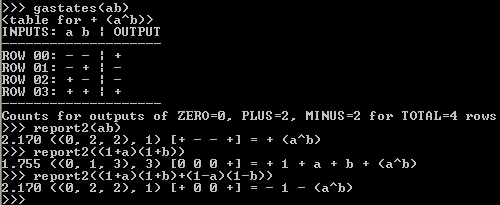 >>> gastates(ab)
<table for + (a^b)>
INPUTS: a b ¦ OUTPUT
--------------------
ROW 00: - - ¦ +
ROW 01: - + ¦ -
ROW 02: + - ¦ -
ROW 03: + + ¦ +
--------------------
Counts for outputs of ZERO=0, PLUS=2, MINUS=2 for TOTAL=4 rows
>>> report2(ab)
2.170 ((0, 2, 2), 1) [+ - - +] = + (a^b)
>>> report2((1+a)(1+b))
1.755 ((0, 1, 3), 3) [0 0 0 +] = + 1 + a + b + (a^b)
>>> report2((1+a)(1+b)+(1-a)(1-b))
2.170 ((0, 2, 2), 1) [+ 0 0 +] = - 1 - (a^b)
>>>